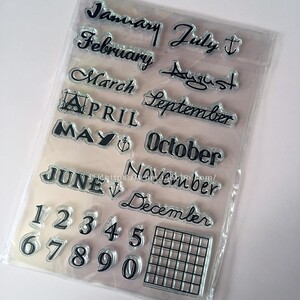 January July
February August
March September
APRIL
MAY October
JUNE November
December
1 2 3 4 5
6 7 8 9 0